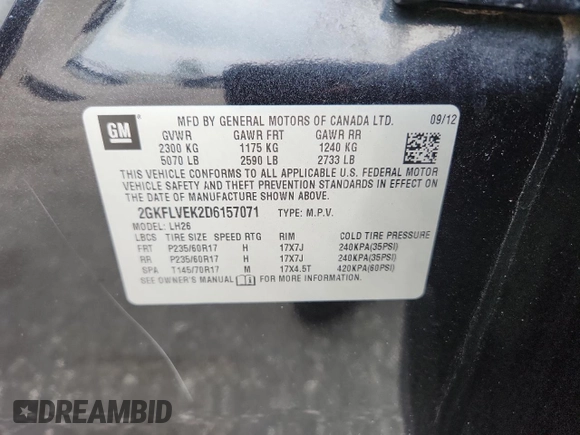 GM
MFD BY GENERAL MOTORS OF CANADA LTD. 09/12
GVWR GAWR FRT GAWR RR
2300 KG 1175 KG 1240 KG
5070 LB 2590 LB 2733 LB
THIS VEHICLE CONFORMS TO ALL APPLICABLE U.S. FEDERAL MOTOR
VEHICLE SAFETY AND THEFT PREVENTION STANDARDS IN EFFECT ON
THE DATE OF MANUFACTURE SHOWN ABOVE.
2GKFLVEK2D6157071 TYPE: M.P.V.
MODEL: LH26
LBCS TIRE SIZE SPEED RTG RIM COLD TIRE PRESSURE
FRT P235/60R17 H 17X7J 240KPA(35PSI)
RR P235/60R17 H 17X7J 240KPA(35PSI)
SPA T145/70R17 M 17X4.5T 420KPA(60PSI)
SEE OWNER'S MANUAL FOR MORE INFORMATION
DREAMBID